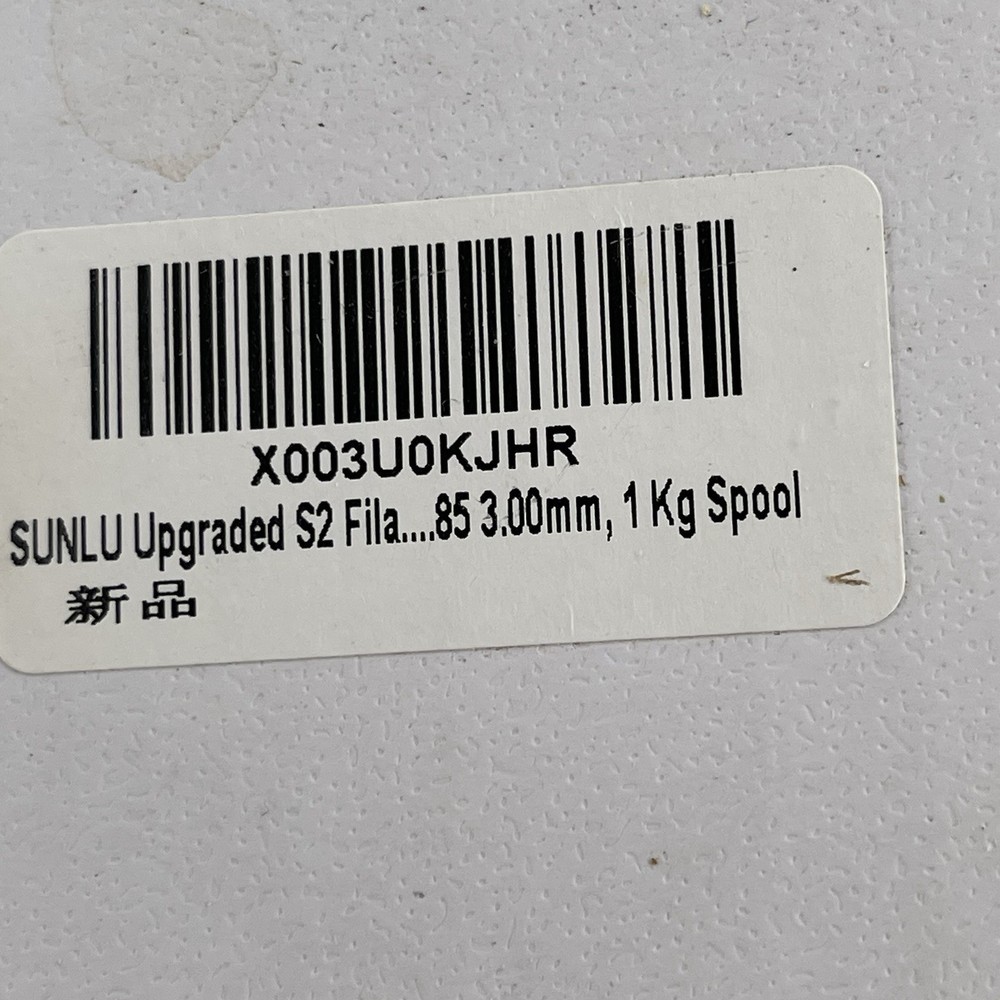 X003U0KJHR
SUNLU Upgraded S2 Fila....85 3.00mm, 1 Kg Spool
新品